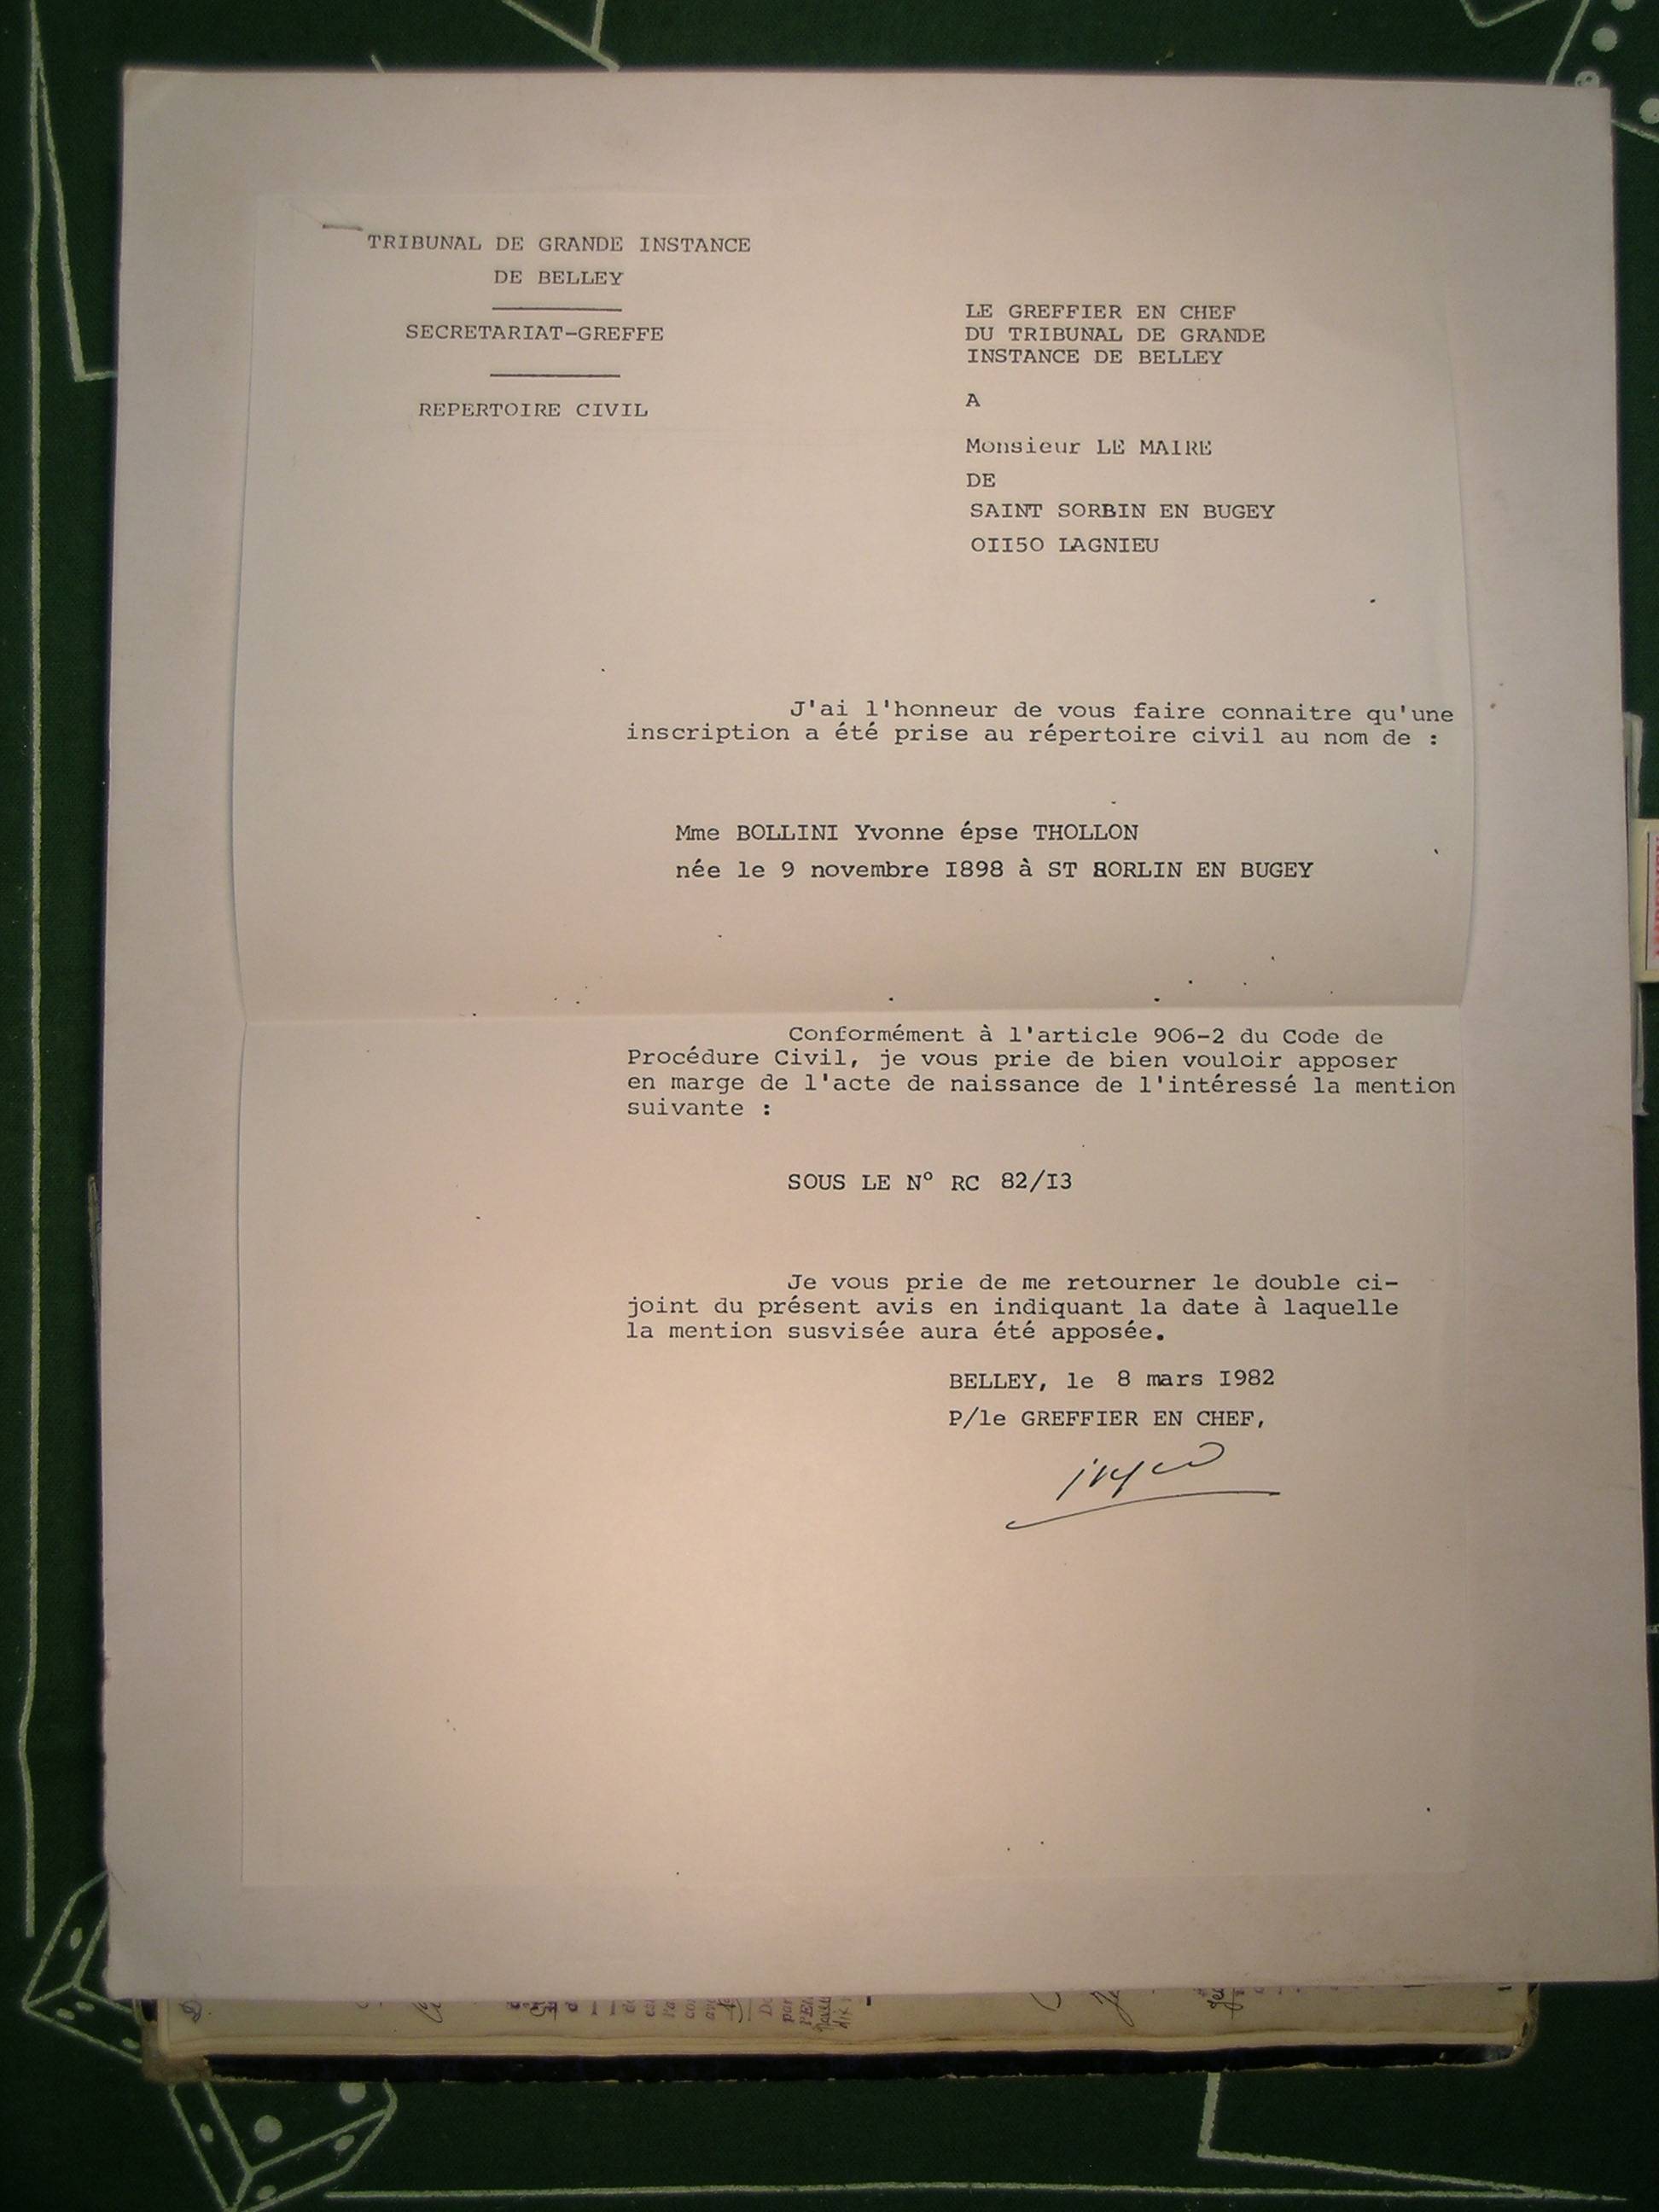 TRIBUNAL DE GRANDE INSTANCE
DE BELLEY
SECRETARIAT-GREFFE
REPERTOIRE CIVIL
LE GREFFIER EN CHEF
DU TRIBUNAL DE GRANDE
INSTANCE DE BELLEY
A
Monsieur LE MAIRE
DE
SAINT SORBIN EN BUGEY
OII50 LAGNIEU
J'ai l'honneur de vous faire connaitre qu'une
inscription a été prise au répertoire civil au nom de :
Mme BOLLINI Yvonne épse THOLLON
née le 9 novembre I898 à ST SORLIN EN BUGEY
Conformément à l'article 906-2 du Code de
Procédure Civil, je vous prie de bien vouloir apposer
en marge de l'acte de naissance de l'intéressé la mention
suivante :
SOUS LE N° RC 82/I3
Je vous prie de me retourner le double ci-
joint du présent avis en indiquant la date à laquelle
la mention susvisée aura été apposée.
BELLEY, le 8 mars I982
P/le GREFFIER EN CHEF,